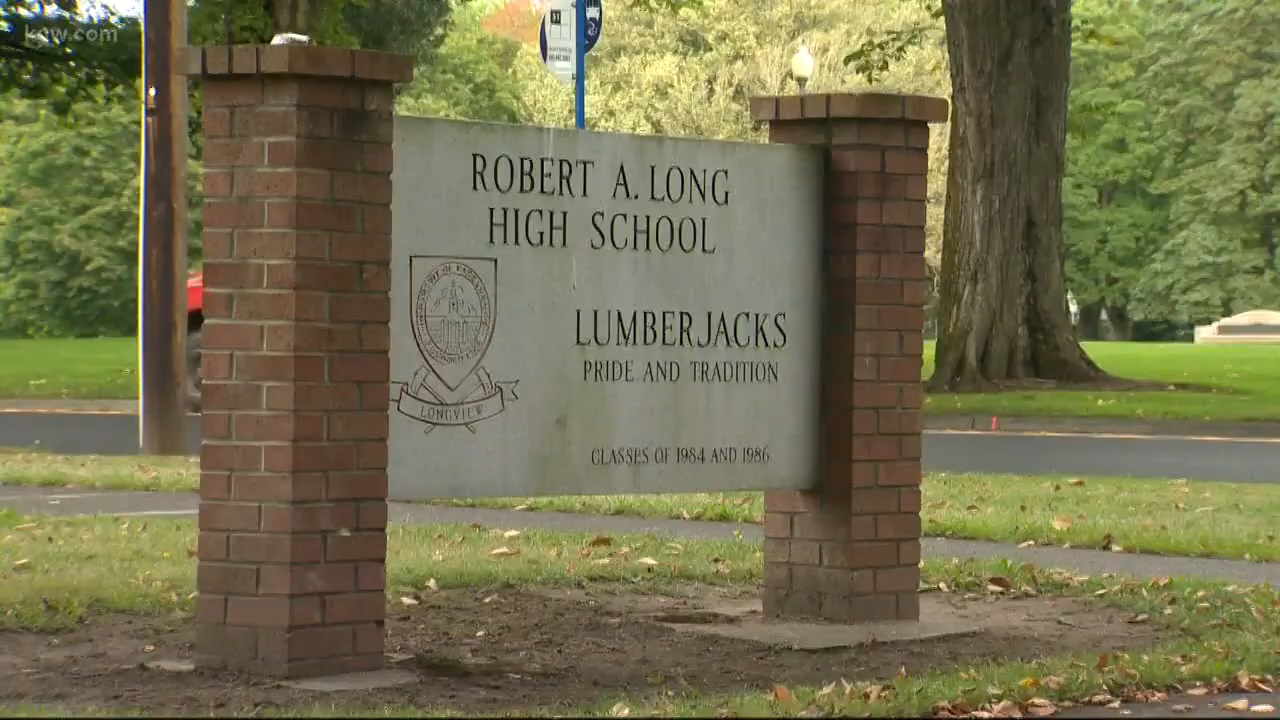 kgw.com
ROBERT A. LONG
HIGH SCHOOL
LUMBERJACKS
PRIDE AND TRADITION
LONGVIEW
CLASSES OF 1984 AND 1986